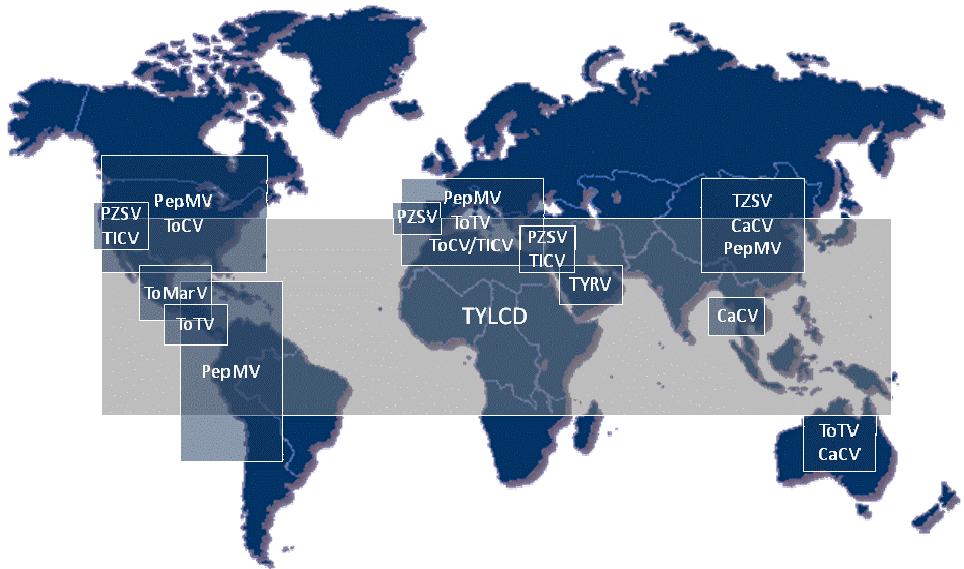 PepMV
ToCV
PZSV
TICV
ToMarV
ToTV
PepMV
PepMV
ToTV
ToCV/TICV
PZSV
PZSV
TICV
TYRV
TYLCD
TZSV
CaCV
PepMV
CaCV
ToTV
CaCV